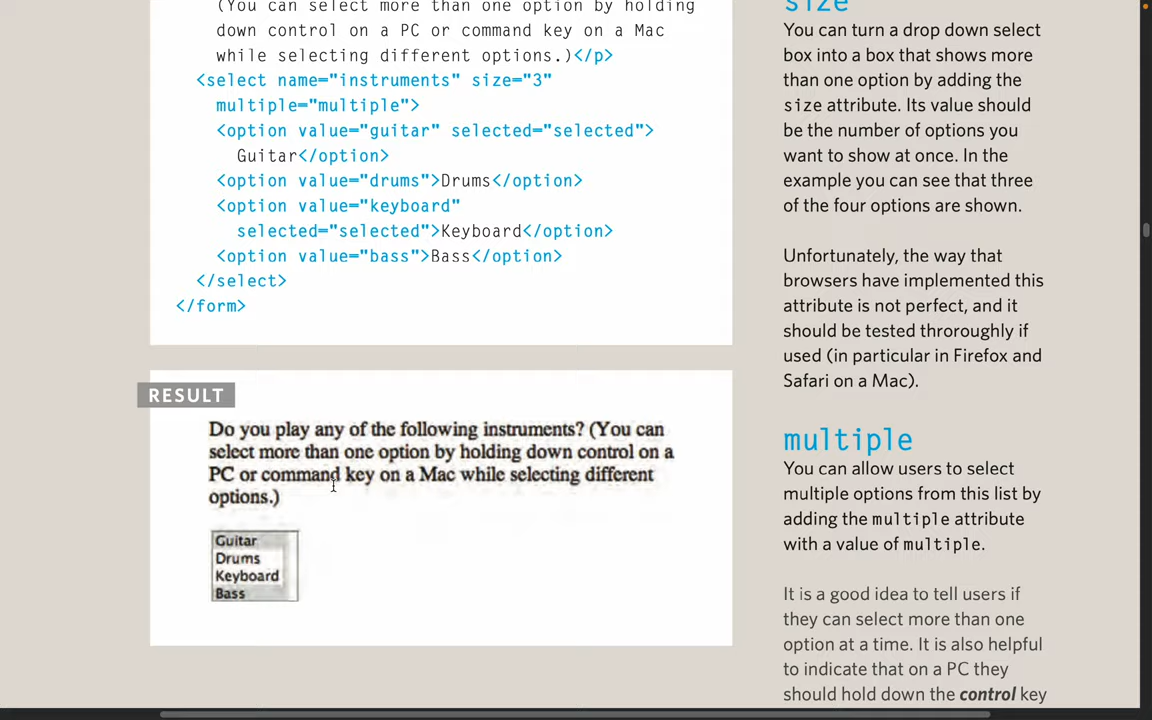 (You can select more than one option by holding
down control on a PC or command key on a Mac
while selecting different options.)</p>
<select name="instruments" size="3"
multiple="multiple">
<option value="guitar" selected="selected">
Guitar</option>
<option value="drums">Drums</option>
<option value="keyboard"
selected="selected">Keyboard</option>
<option value="bass">Bass</option>
</select>
</form>
RESULT
Do you play any of the following instruments? (You can
select more than one option by holding down control on a
PC or command key on a Mac while selecting different
options.)
Guitar
Drums
Keyboard
Bass
size
You can turn a drop down select
box into a box that shows more
than one option by adding the
size attribute. Its value should
be the number of options you
want to show at once. In the
example you can see that three
of the four options are shown.
Unfortunately, the way that
browsers have implemented this
attribute is not perfect, and it
should be tested throroughly if
used (in particular in Firefox and
Safari on a Mac).
multiple
You can allow users to select
multiple options from this list by
adding the multiple attribute
with a value of multiple.
It is a good idea to tell users if
they can select more than one
option at a time. It is also helpful
to indicate that on a PC they
should hold down the control key